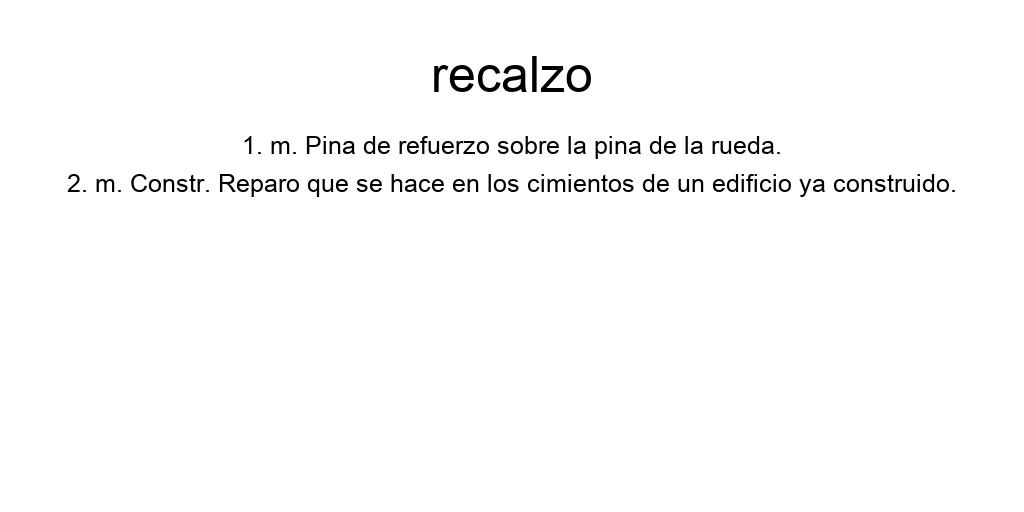 recalzo
1. m. Pina de refuerzo sobre la pina de la rueda.
2. m. Constr. Reparo que se hace en los cimientos de un edificio ya construido.